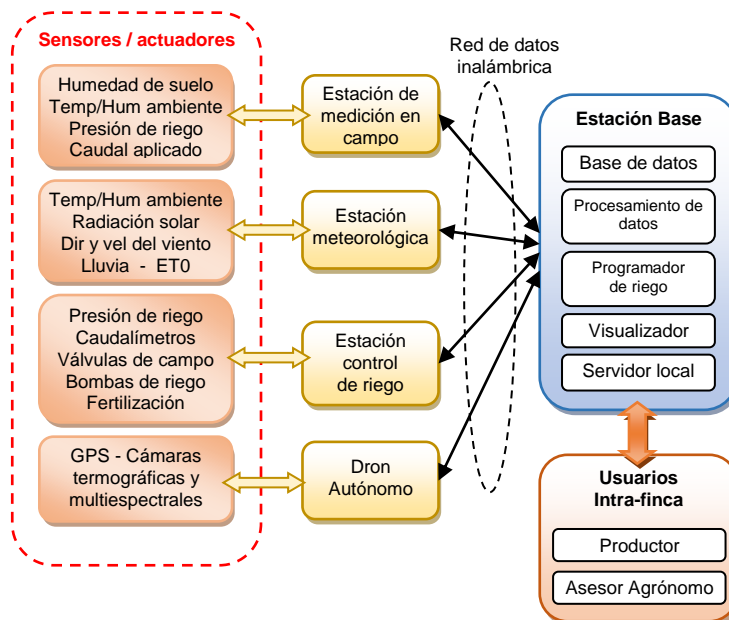 Sensores / actuadores
Humedad de suelo
Temp/Hum ambiente
Presión de riego
Caudal aplicado
Temp/Hum ambiente
Radiación solar
Dir y vel del viento
Lluvia - ET0
Presión de riego
Caudalímetros
Válvulas de campo
Bombas de riego
Fertilización
GPS - Cámaras
termográficas y
multiespectrales
Estación de
medición en
campo
Estación
meteorológica
Estación
control
de riego
Dron
Autónomo
Red de datos
inalámbrica
Estación Base
Base de datos
Procesamiento de
datos
Programador
de riego
Visualizador
Servidor local
Usuarios
Intra-finca
Productor
Asesor Agrónomo